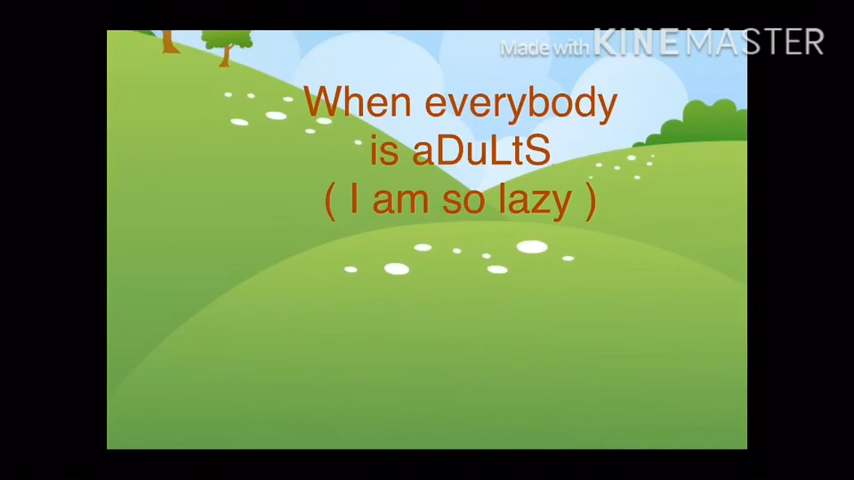 Made with KINEMASTER
When everybody
is aDuLtS
( I am so lazy )